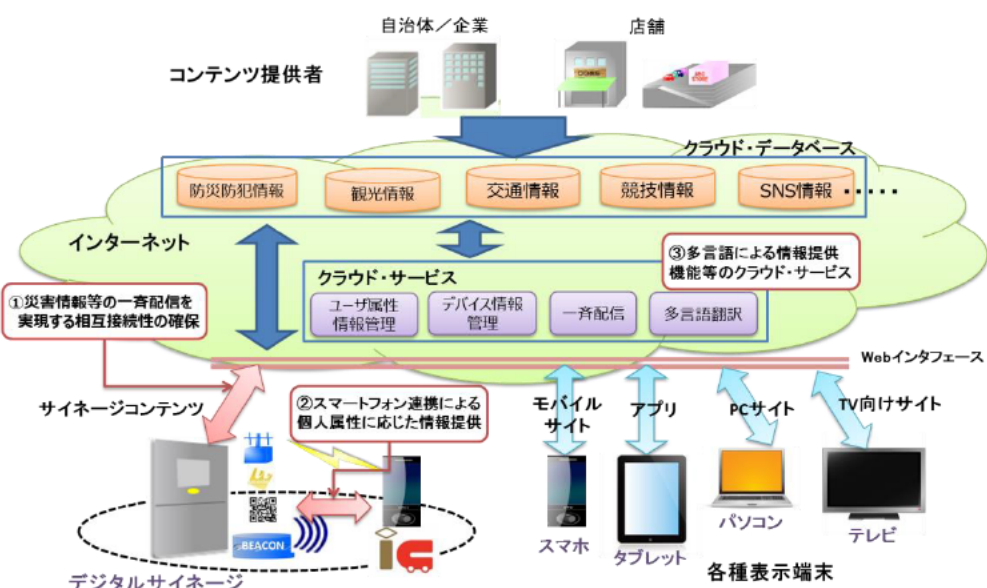 自治体／企業
店舗
コンテンツ提供者
クラウド・データベース
防災防犯情報
観光情報
交通情報
競技情報
SNS情報
・・・・・
インターネット
③多言語による情報提供
機能等のクラウド・サービス
クラウド・サービス
①災害情報等の一斉配信を
実現する相互接続性の確保
ユーザ属性
情報管理
デバイス情報
管理
一斉配信
多言語翻訳
Webインタフェース
サイネージコンテンツ
②スマートフォン連携による
個人属性に応じた情報提供
モバイル
サイト
アプリ
PCサイト
TV向けサイト
BEACON
スマホ
タブレット
パソコン
テレビ
各種表示端末
デジタルサイネージ